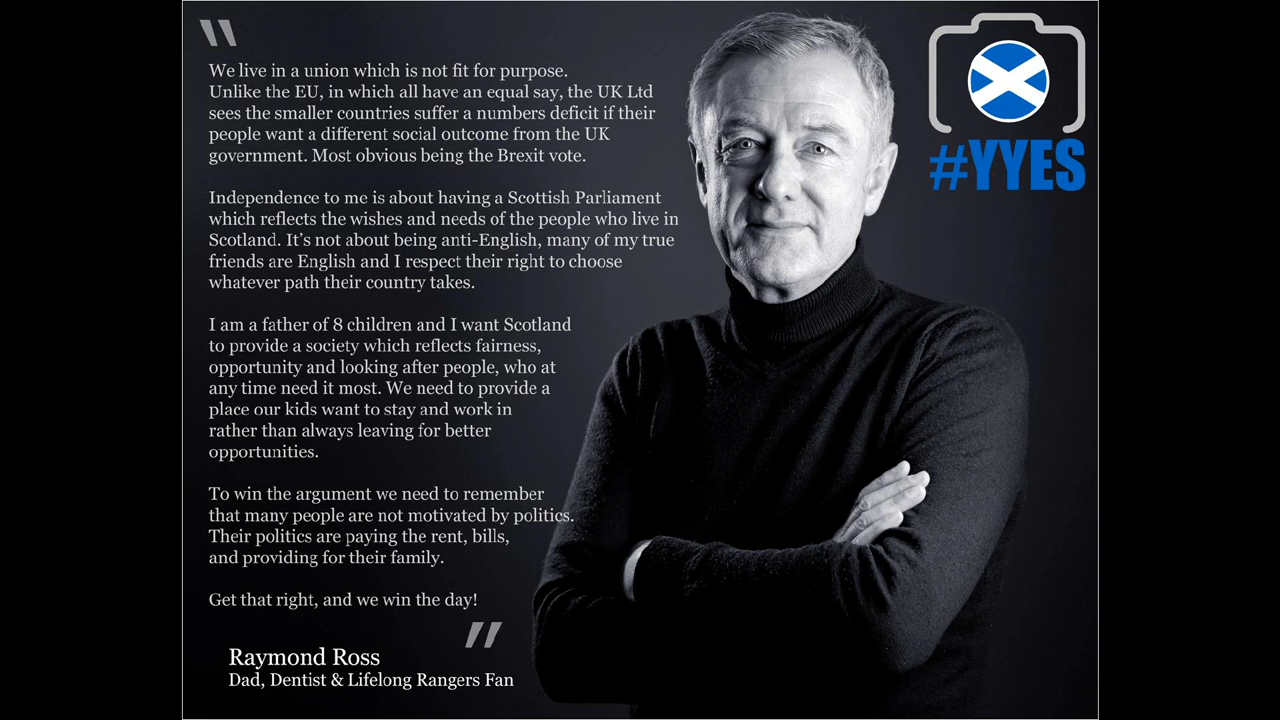 We live in a union which is not fit for purpose.
Unlike the EU, in which all have an equal say, the UK Ltd
sees the smaller countries suffer a numbers deficit if their
people want a different social outcome from the UK
government. Most obvious being the Brexit vote.
Independence to me is about having a Scottish Parliament
which reflects the wishes and needs of the people who live in
Scotland. It’s not about being anti-English, many of my true
friends are English and I respect their right to choose
whatever path their country takes.
I am a father of 8 children and I want Scotland
to provide a society which reflects fairness,
opportunity and looking after people, who at
any time need it most. We need to provide a
place our kids want to stay and work in
rather than always leaving for better
opportunities.
To win the argument we need to remember
that many people are not motivated by politics.
Their politics are paying the rent, bills,
and providing for their family.
Get that right, and we win the day!
Raymond Ross
Dad, Dentist & Lifelong Rangers Fan
#YYES